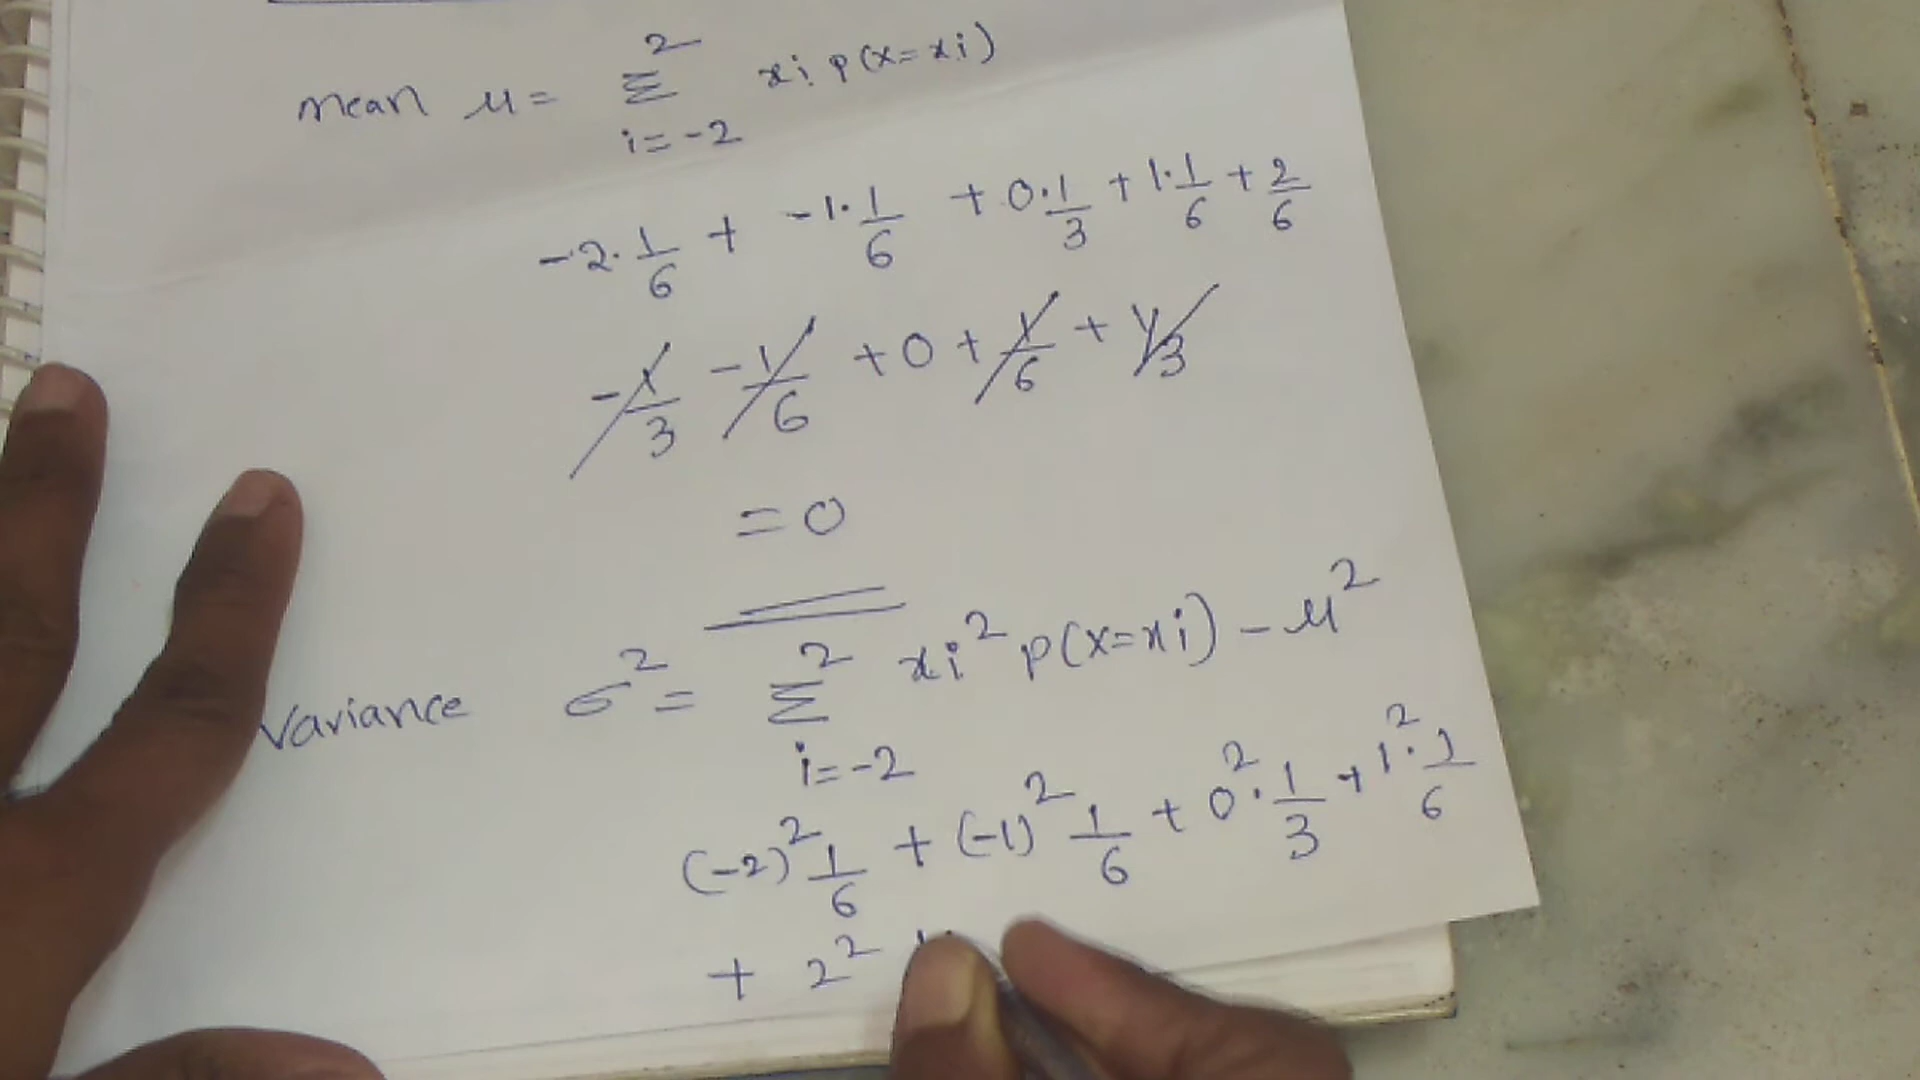 mean μ = Σ_{i=-2}^{2} xi p(x=xi)
-2·1/6 + -1·1/6 + 0·1/3 + 1·1/6 + 2/6
-1/3 - 1/6 + 0 + 1/6 + 1/3
= 0
Variance σ² = Σ_{i=-2}^{2} xi² p(x=xi) - μ²
(-2)² 1/6 + (-1)² 1/6 + 0²·1/3 + 1²·1/6
+ 2²